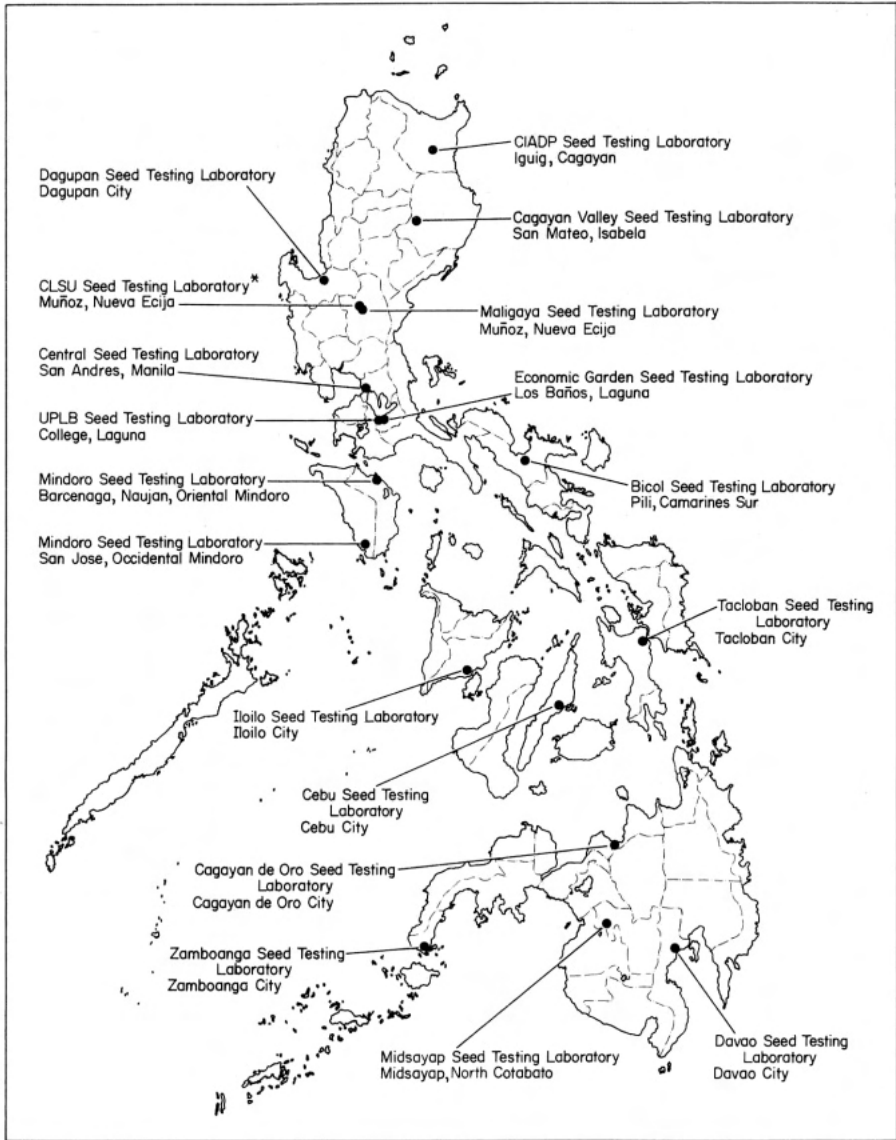 CIADP Seed Testing Laboratory
Iguig, Cagayan
Dagupan Seed Testing Laboratory
Dagupan City
Cagayan Valley Seed Testing Laboratory
San Mateo, Isabela
CLSU Seed Testing Laboratory*
Muñoz, Nueva Ecija
Maligaya Seed Testing Laboratory
Muñoz, Nueva Ecija
Central Seed Testing Laboratory
San Andres, Manila
Economic Garden Seed Testing Laboratory
Los Baños, Laguna
UPLB Seed Testing Laboratory
College, Laguna
Mindoro Seed Testing Laboratory
Barcenaga, Naujan, Oriental Mindoro
Bicol Seed Testing Laboratory
Pili, Camarines Sur
Mindoro Seed Testing Laboratory
San Jose, Occidental Mindoro
Tacloban Seed Testing
Laboratory
Tacloban City
Iloilo Seed Testing Laboratory
Iloilo City
Cebu Seed Testing
Laboratory
Cebu City
Cagayan de Oro Seed Testing
Laboratory
Cagayan de Oro City
Zamboanga Seed Testing
Laboratory
Zamboanga City
Midsayap Seed Testing Laboratory
Midsayap, North Cotabato
Davao Seed Testing
Laboratory
Davao City